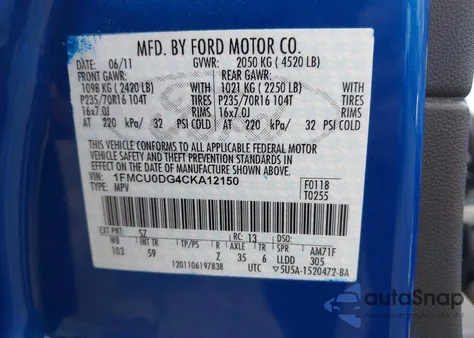 MFD. BY FORD MOTOR CO.
DATE: 06/11 GVWR: 2050 KG ( 4520 LB)
FRONT GAWR: REAR GAWR:
1098 KG ( 2420 LB) WITH 1021 KG ( 2250 LB) WITH
P235/70R16 104T TIRES P235/70R16 104T TIRES
16x7.0J RIMS 16x7.0J RIMS
AT 220 kPa/ 32 PSI COLD AT 220 kPa/ 32 PSI COLD
THIS VEHICLE CONFORMS TO ALL APPLICABLE FEDERAL MOTOR
VEHICLE SAFETY AND THEFT PREVENTION STANDARDS IN
EFFECT ON THE DATE OF MANUFACTURE SHOWN ABOVE.
VIN: 1FMCU0DG4CKA12150 F0118
TYPE: MPV T0255
EXT PNT: SZ RC: 13 DSO:
WB INT TR TP/PS R AXLE TR SPR AM71F
103 59 Z 35 6 LLDD 305
1201106197838 UTC 5U5A-1520472-BA
autoSnap